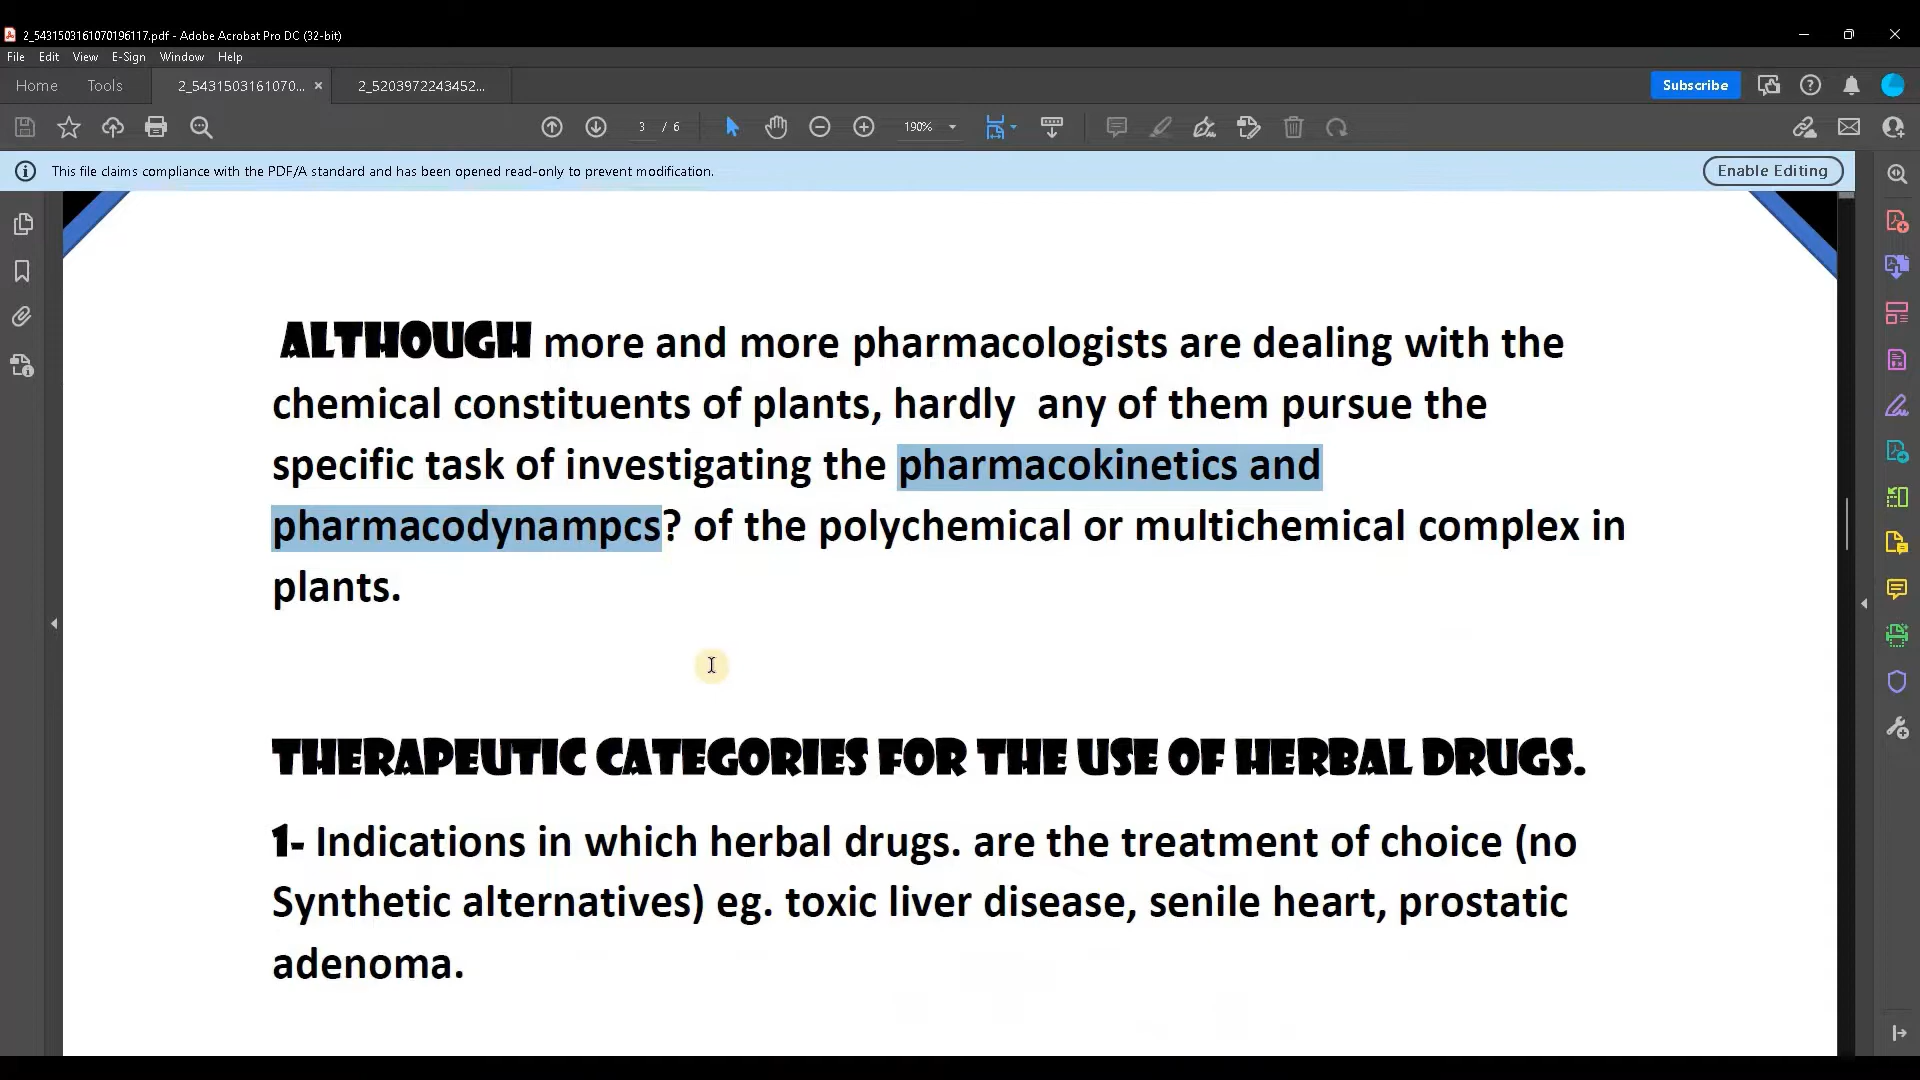 2_5431503161070196117.pdf - Adobe Acrobat Pro DC (32-bit)
File Edit View E-Sign Window Help
Home Tools 2_5431503161070... × 2_5203972243452... Subscribe
3 / 6 190%
This file claims compliance with the PDF/A standard and has been opened read-only to prevent modification. Enable Editing
ALTHOUGH more and more pharmacologists are dealing with the
chemical constituents of plants, hardly any of them pursue the
specific task of investigating the pharmacokinetics and
pharmacodynampcs? of the polychemical or multichemical complex in
plants.
THERAPEUTIC CATEGORIES FOR THE USE OF HERBAL DRUGS.
1- Indications in which herbal drugs. are the treatment of choice (no
Synthetic alternatives) eg. toxic liver disease, senile heart, prostatic
adenoma.